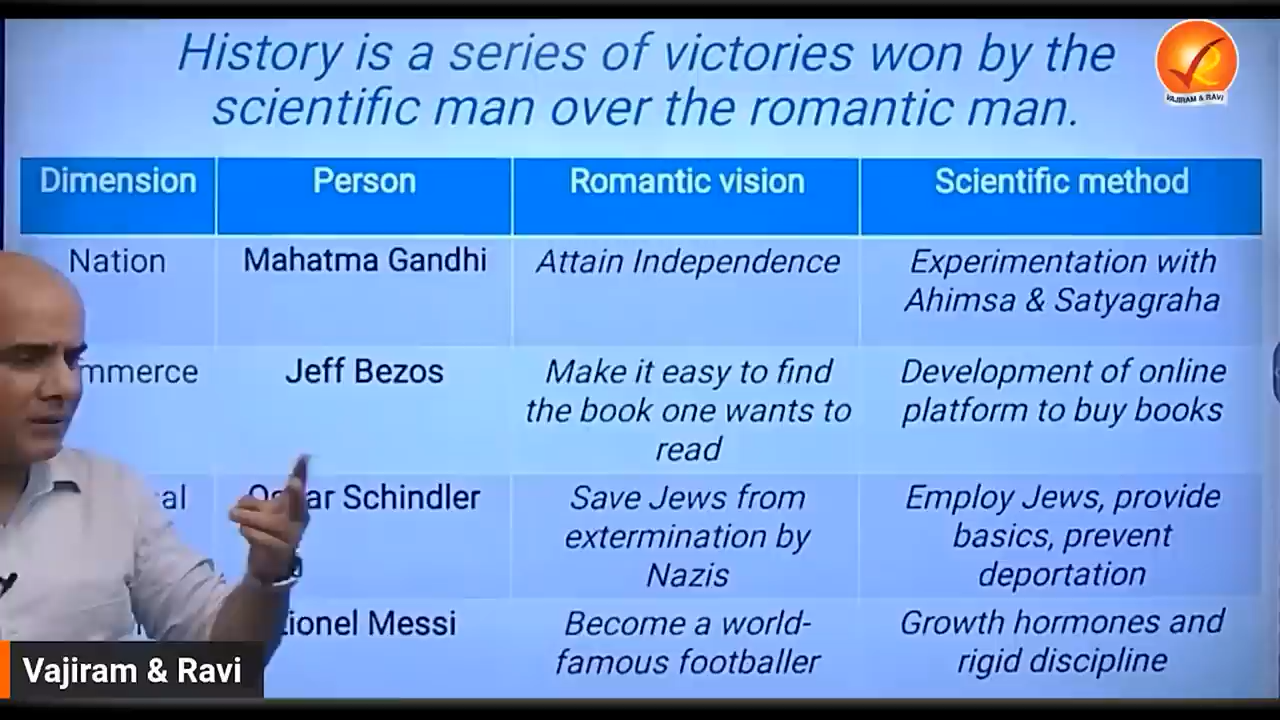 History is a series of victories won by the
scientific man over the romantic man.
VAJIRAM & RAVI
Dimension Person Romantic vision Scientific method
Nation Mahatma Gandhi Attain Independence Experimentation with
Ahimsa & Satyagraha
Jeff Bezos Make it easy to find Development of online
the book one wants to platform to buy books
read
Schindler Save Jews from Employ Jews, provide
extermination by basics, prevent
Nazis deportation
Lionel Messi Become a world- Growth hormones and
famous footballer rigid discipline
Vajiram & Ravi